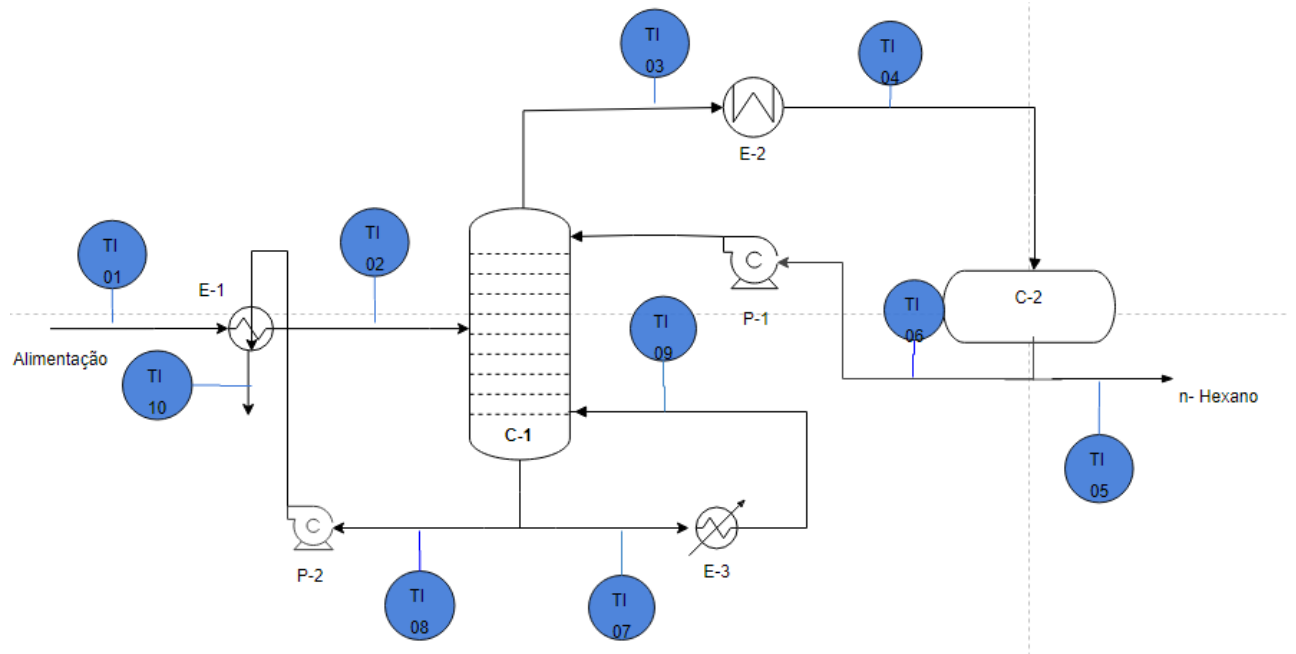 TI
03
TI
04
E-2
TI
01
TI
02
E-1
Alimentação
TI
10
C
P-1
TI
09
TI
06
C-2
n- Hexano
C-1
TI
05
C
P-2
E-3
TI
08
TI
07